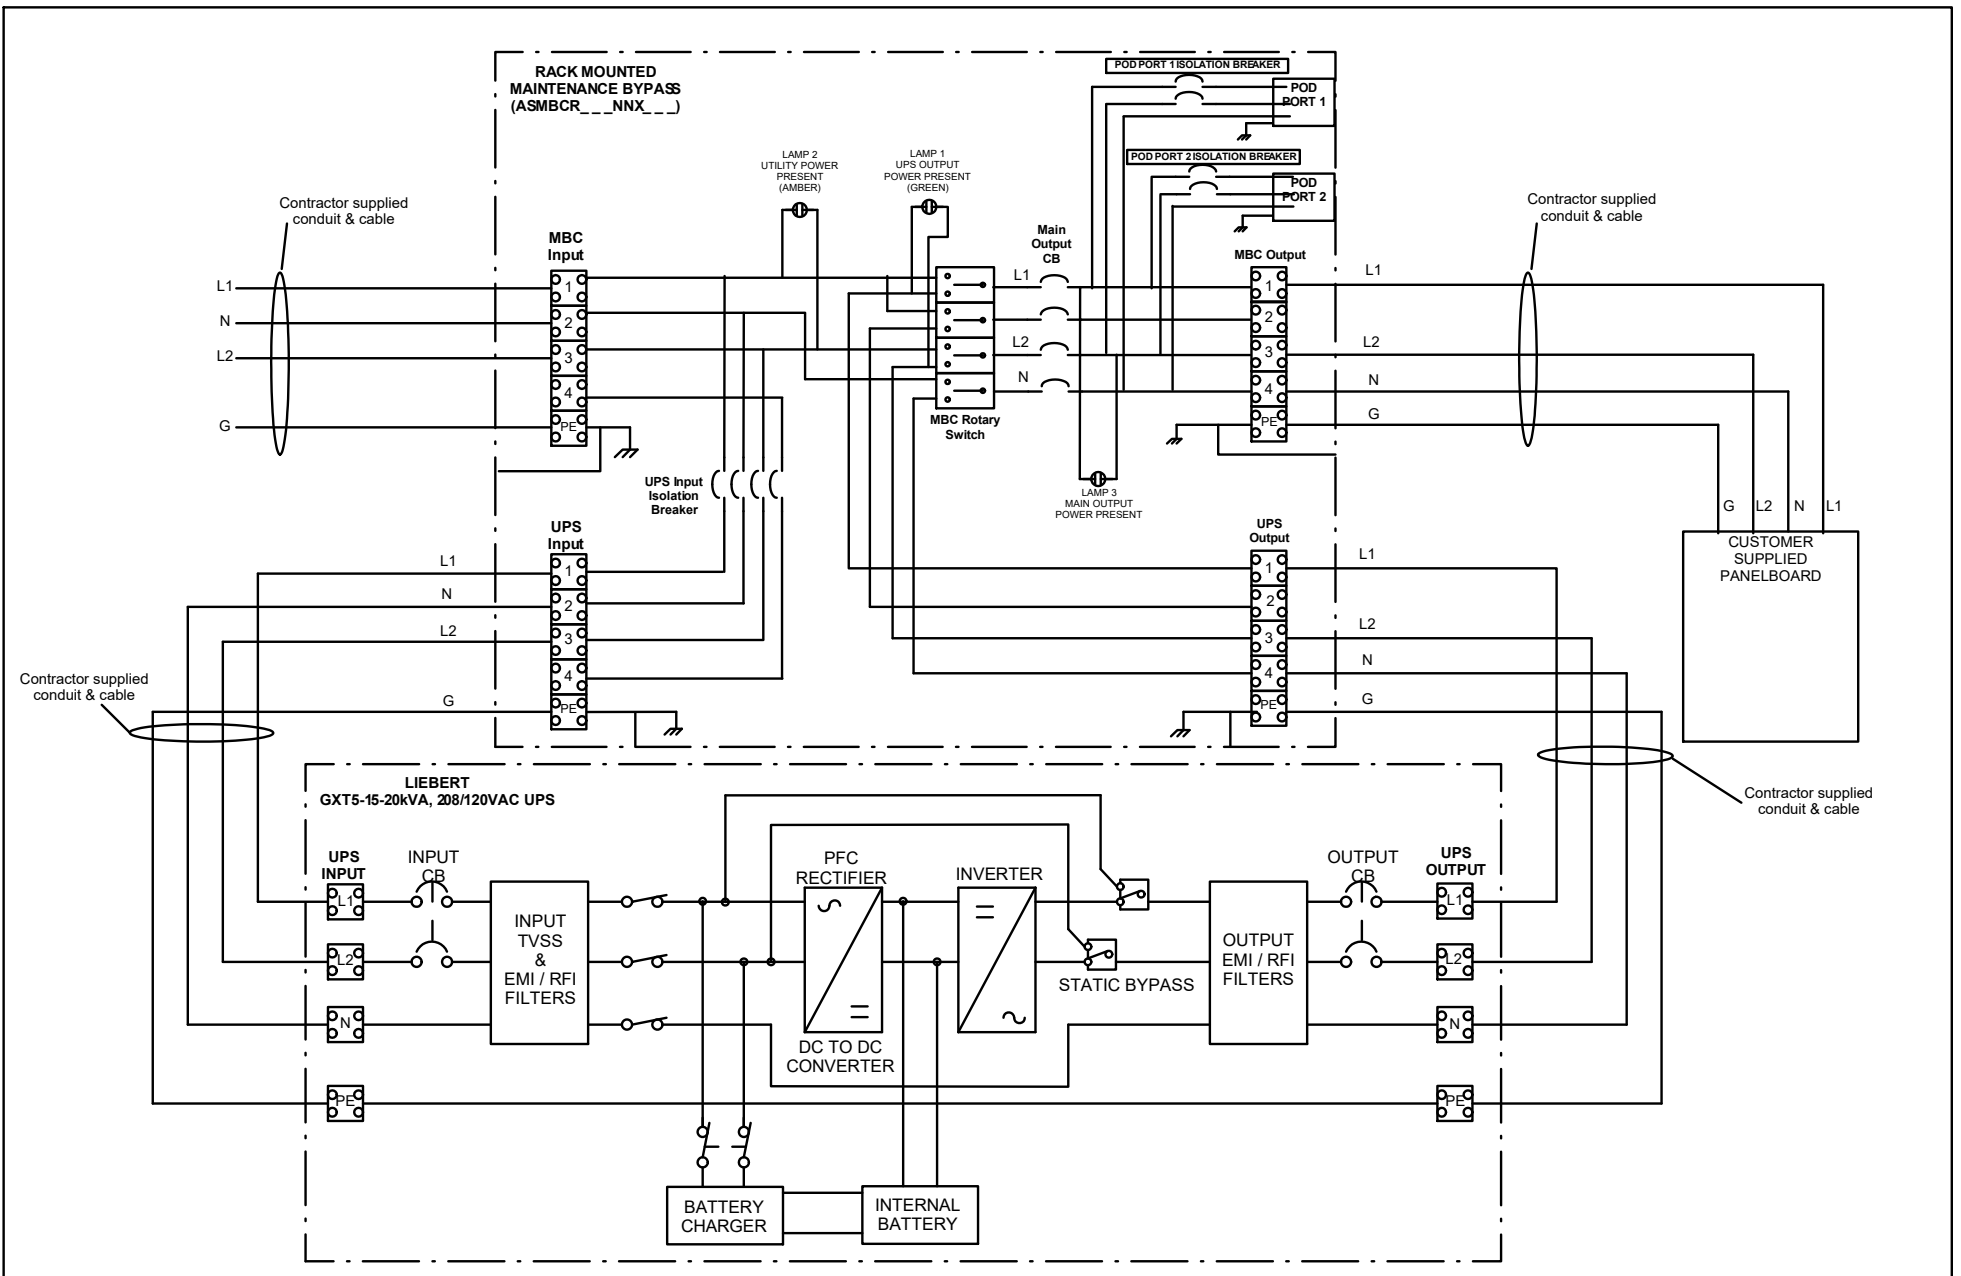 RACK MOUNTED
MAINTENANCE BYPASS
(ASMBCR_ _ _NNX_ _ _)
POD PORT 1 ISOLATION BREAKER
POD
PORT 1
POD PORT 2 ISOLATION BREAKER
POD
PORT 2
LAMP 2
UTILITY POWER
PRESENT
(AMBER)
LAMP 1
UPS OUTPUT
POWER PRESENT
(GREEN)
Contractor supplied
conduit & cable
Contractor supplied
conduit & cable
MBC
Input
Main
Output
CB
MBC Output
L1
N
L2
G
1
2
3
4
PE
L1
L2
N
MBC Rotary
Switch
1
2
3
4
PE
L1
L2
N
G
UPS Input
Isolation
Breaker
LAMP 3
MAIN OUTPUT
POWER PRESENT
G
L2
N
L1
CUSTOMER
SUPPLIED
PANELBOARD
UPS
Input
L1
N
L2
G
1
2
3
4
PE
UPS
Output
1
2
3
4
PE
L1
L2
N
G
Contractor supplied
conduit & cable
Contractor supplied
conduit & cable
LIEBERT
GXT5-15-20kVA, 208/120VAC UPS
UPS
INPUT
INPUT
CB
L1
L2
N
PE
INPUT
TVSS
&
EMI / RFI
FILTERS
PFC
RECTIFIER
DC TO DC
CONVERTER
INVERTER
STATIC BYPASS
OUTPUT
EMI / RFI
FILTERS
OUTPUT
CB
UPS
OUTPUT
L1
L2
N
PE
BATTERY
CHARGER
INTERNAL
BATTERY